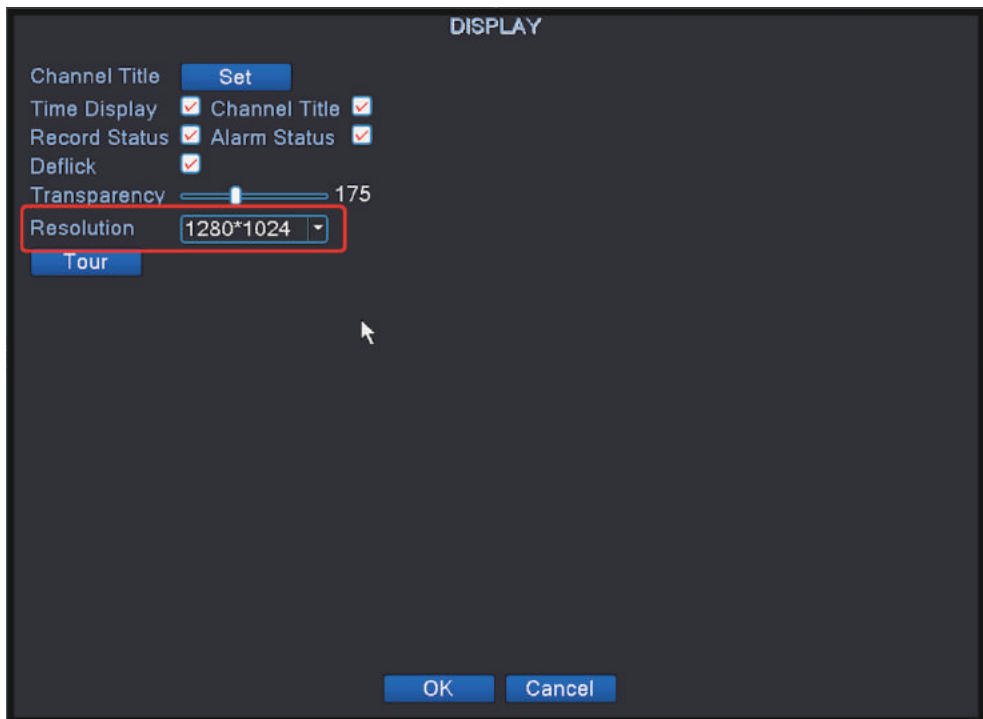 DISPLAY
Channel Title Set
Time Display Channel Title
Record Status Alarm Status
Deflick
Transparency 175
Resolution 1280*1024
Tour
OK Cancel